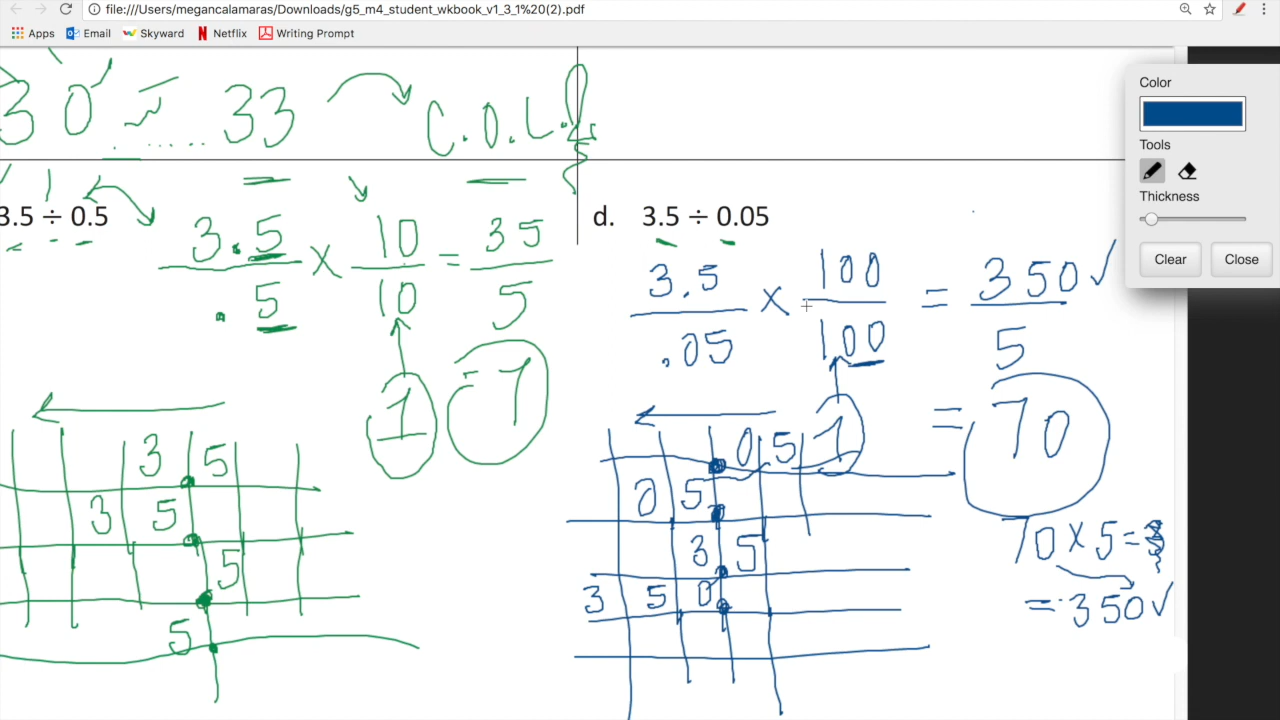 file:///Users/megancalamaras/Downloads/g5_m4_student_wkbook_v1_3_1%20(2).pdf
Apps Email Skyward Netflix Writing Prompt
30 ≈ ..... 33 C.O.L.
3.5 ÷ 0.5
3.5 / .5 × 10 / 10 = 35 / 5
1
= 7
3 5
3 5
5
5
d. 3.5 ÷ 0.05
3.5 / .05 × 100 / 100 = 350 ✓ / 5
1
= 70
0 5
0 5
3 5
3 5 0
70 × 5 =
= 350 ✓
Color
Tools
Thickness
Clear Close